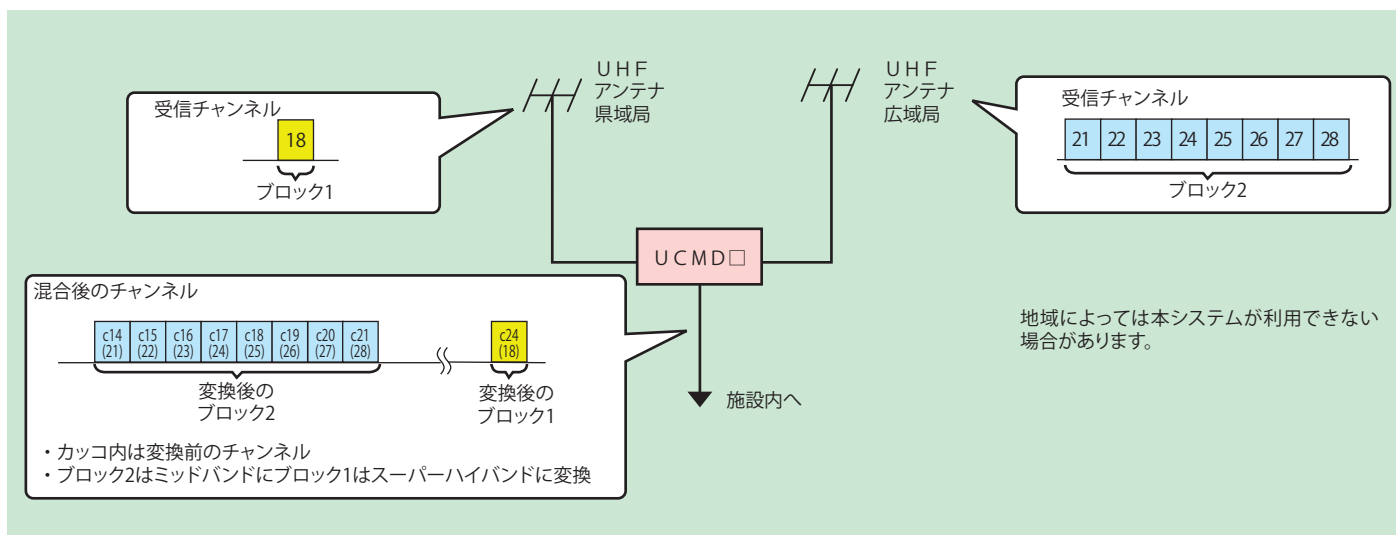 受信チャンネル
18
ブロック1
UHF
アンテナ
県域局
UHF
アンテナ
広域局
受信チャンネル
21 22 23 24 25 26 27 28
ブロック2
UCMD□
混合後のチャンネル
c14 c15 c16 c17 c18 c19 c20 c21 c24
(21) (22) (23) (24) (25) (26) (27) (28) (18)
変換後の
ブロック2
変換後の
ブロック1
・カッコ内は変換前のチャンネル
・ブロック2はミッドバンドにブロック1はスーパーハイバンドに変換
施設内へ
地域によっては本システムが利用できない
場合があります。